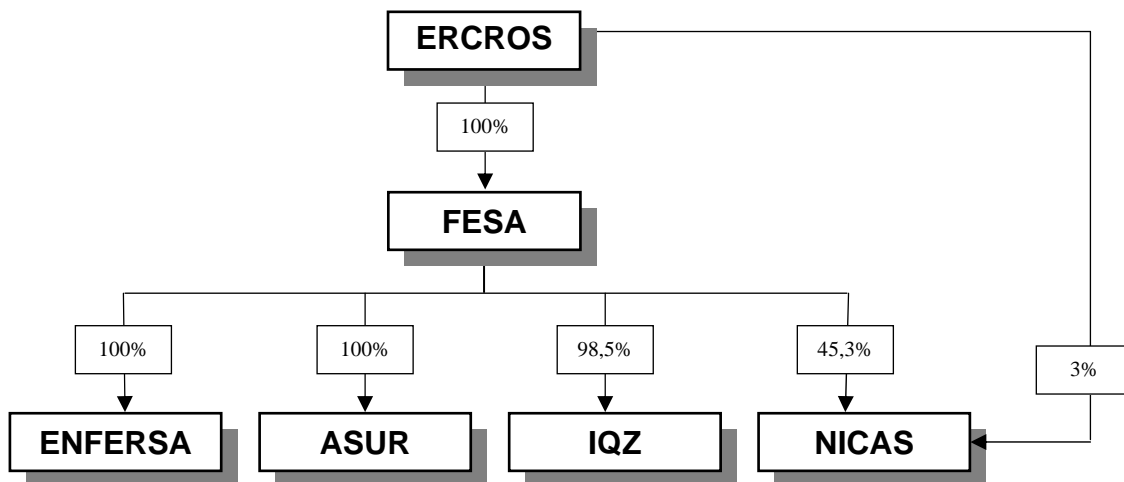 ERCROS
100%
FESA
100%
100%
98,5%
45,3%
3%
ENFERSA
ASUR
IQZ
NICAS